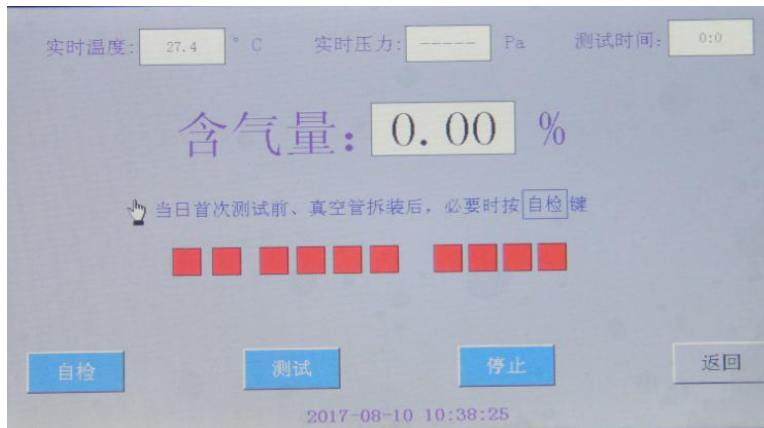 实时温度: 27.4 °C 实时压力: ----- Pa 测试时间: 0:0
含气量: 0.00 %
当日首次测试前、真空管拆装后，必要时按自检键
自检 测试 停止 返回
2017-08-10 10:38:25